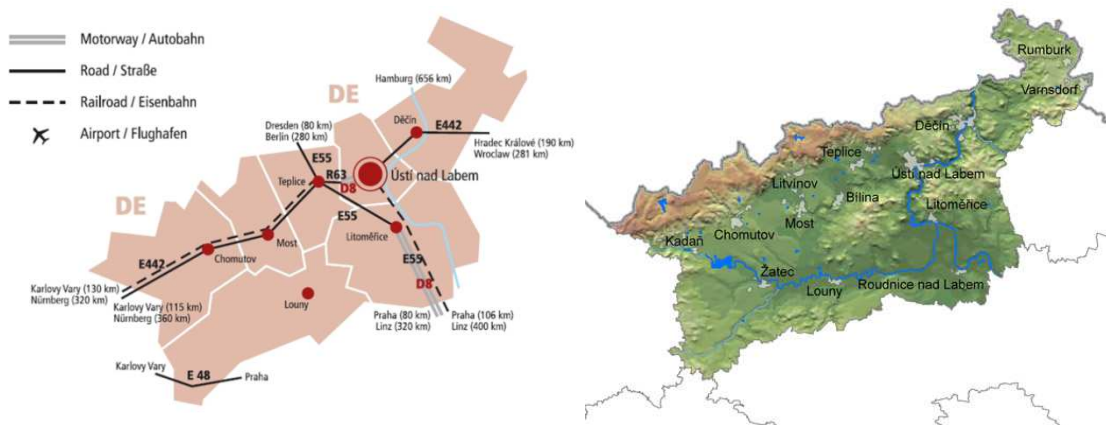 Motorway / Autobahn
Road / Straße
Railroad / Eisenbahn
Airport / Flughafen
DE
DE
Hamburg (656 km)
Děčín
E442
Hradec Králové (190 km)
Wroclaw (281 km)
Dresden (80 km)
Berlin (280 km)
E55
R63
D8
Teplice
Ústí nad Labem
E55
Litoměřice
E55
D8
Most
Chomutov
E442
Karlovy Vary (130 km)
Nürnberg (320 km)
Karlovy Vary (115 km)
Nürnberg (360 km)
Louny
Praha (80 km)
Linz (320 km)
Praha (106 km)
Linz (400 km)
Karlovy Vary
E 48
Praha
Rumburk
Varnsdorf
Děčín
Teplice
Ústí nad Labem
Litvínov
Bílina
Litoměřice
Most
Chomutov
Kadaň
Žatec
Louny
Roudnice nad Labem